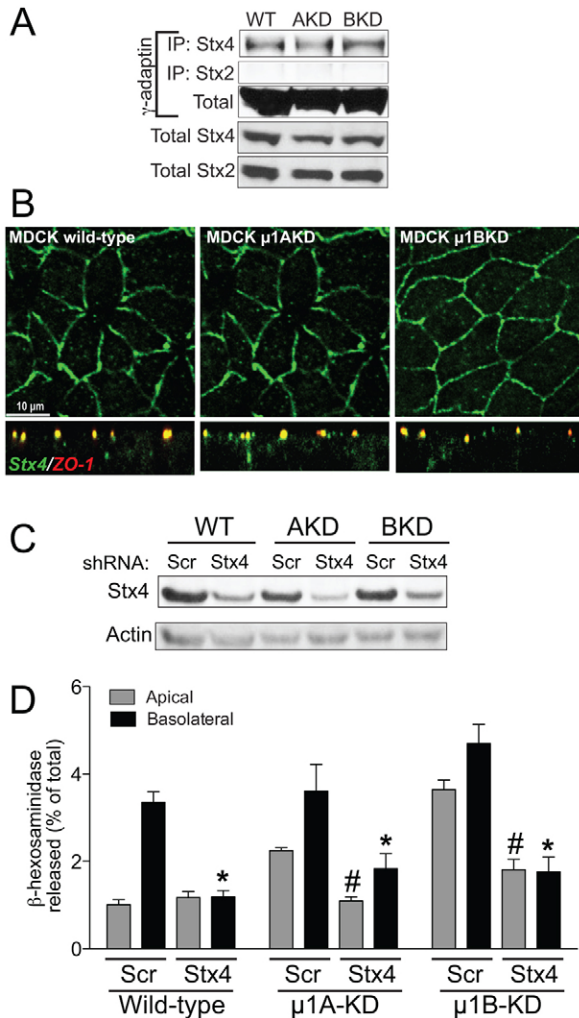 A
WT AKD BKD
γ-adaptin
IP: Stx4
IP: Stx2
Total
Total Stx4
Total Stx2
B
MDCK wild-type
MDCK µ1AKD
MDCK µ1BKD
10 µm
Stx4/ZO-1
C
WT AKD BKD
shRNA: Scr Stx4 Scr Stx4 Scr Stx4
Stx4
Actin
D
Apical
Basolateral
β-hexosaminidase
released (% of total)
6
4
2
0
* # * # *
Scr Stx4 Scr Stx4 Scr Stx4
Wild-type µ1A-KD µ1B-KD